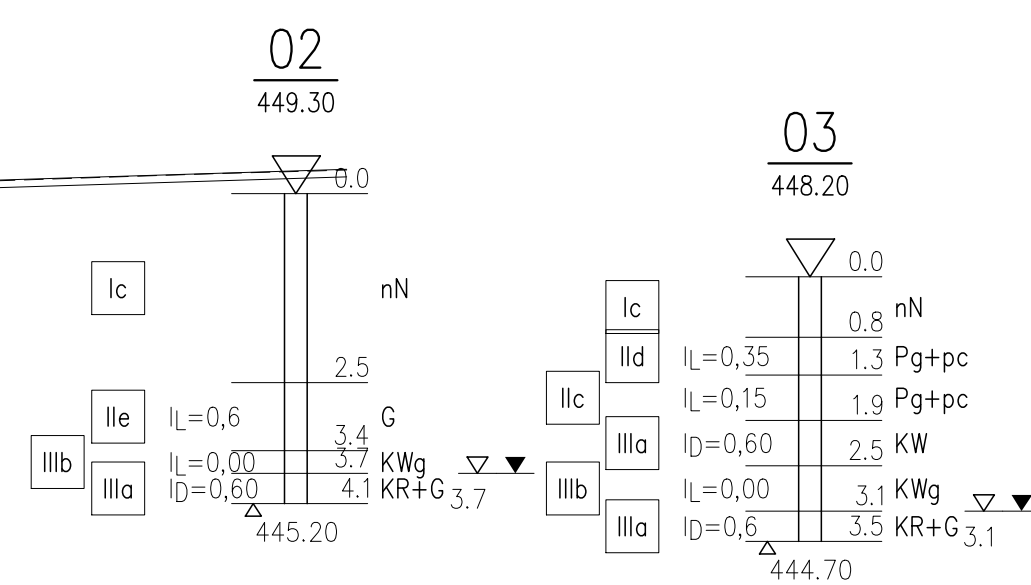 02
449.30
0.0
Ic
nN
2.5
IIe
IL=0,6
G
3.4
IIIb
IL=0,00
3.7
KWg
IIIa
ID=0,60
4.1
KR+G
3.7
445.20
03
448.20
0.0
Ic
nN
0.8
IId
IL=0,35
1.3
Pg+pc
IIc
IL=0,15
1.9
Pg+pc
IIIa
ID=0,60
2.5
KW
IIIb
IL=0,00
3.1
KWg
IIIa
ID=0,6
3.5
KR+G
3.1
444.70